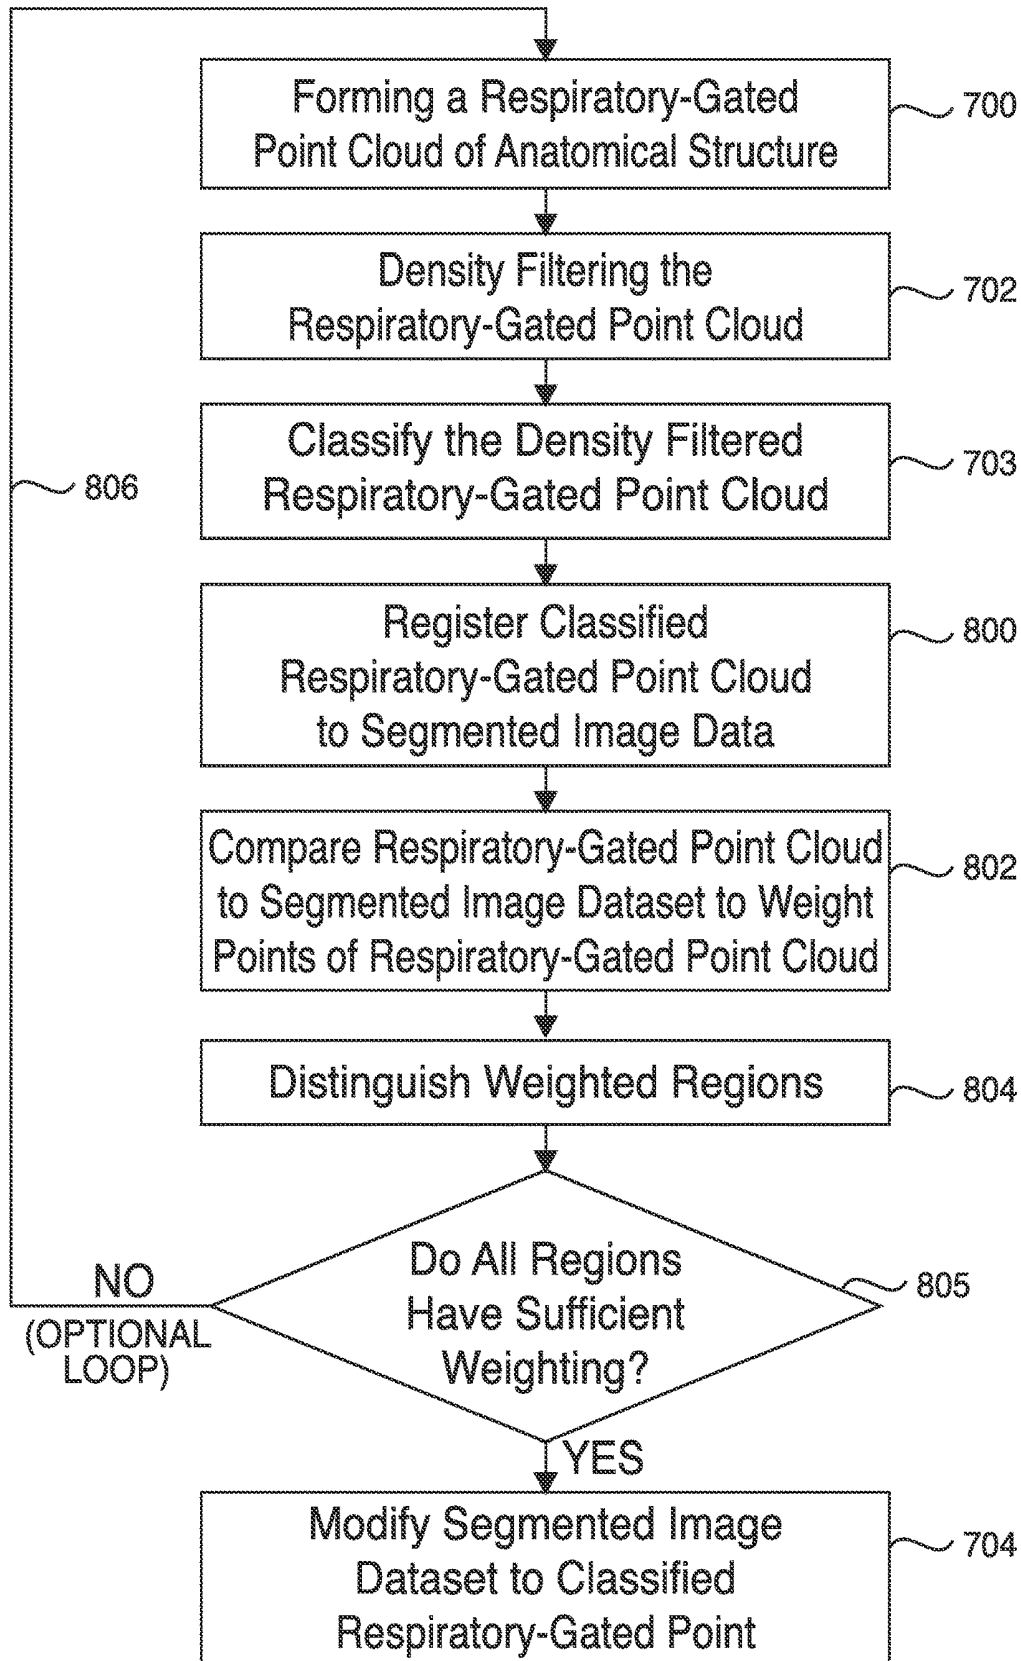 Forming a Respiratory-Gated
Point Cloud of Anatomical Structure
700
Density Filtering the
Respiratory-Gated Point Cloud
702
Classify the Density Filtered
Respiratory-Gated Point Cloud
703
806
Register Classified
Respiratory-Gated Point Cloud
to Segmented Image Data
800
Compare Respiratory-Gated Point Cloud
to Segmented Image Dataset to Weight
Points of Respiratory-Gated Point Cloud
802
Distinguish Weighted Regions
804
Do All Regions
Have Sufficient
Weighting?
805
NO
(OPTIONAL
LOOP)
YES
Modify Segmented Image
Dataset to Classified
Respiratory-Gated Point
704